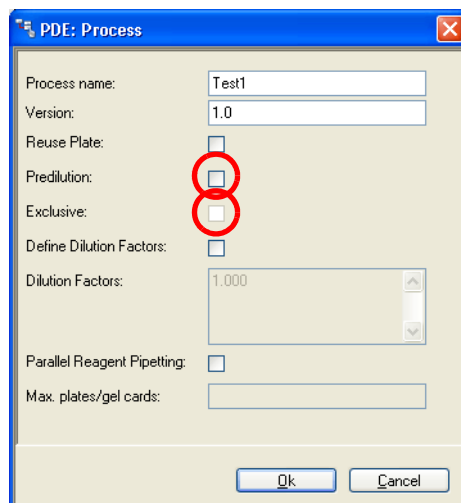 PDE: Process
Process name: Test1
Version: 1.0
Reuse Plate:
Predilution:
Exclusive:
Define Dilution Factors:
Dilution Factors: 1.000
Parallel Reagent Pipetting:
Max. plates/gel cards:
Ok Cancel